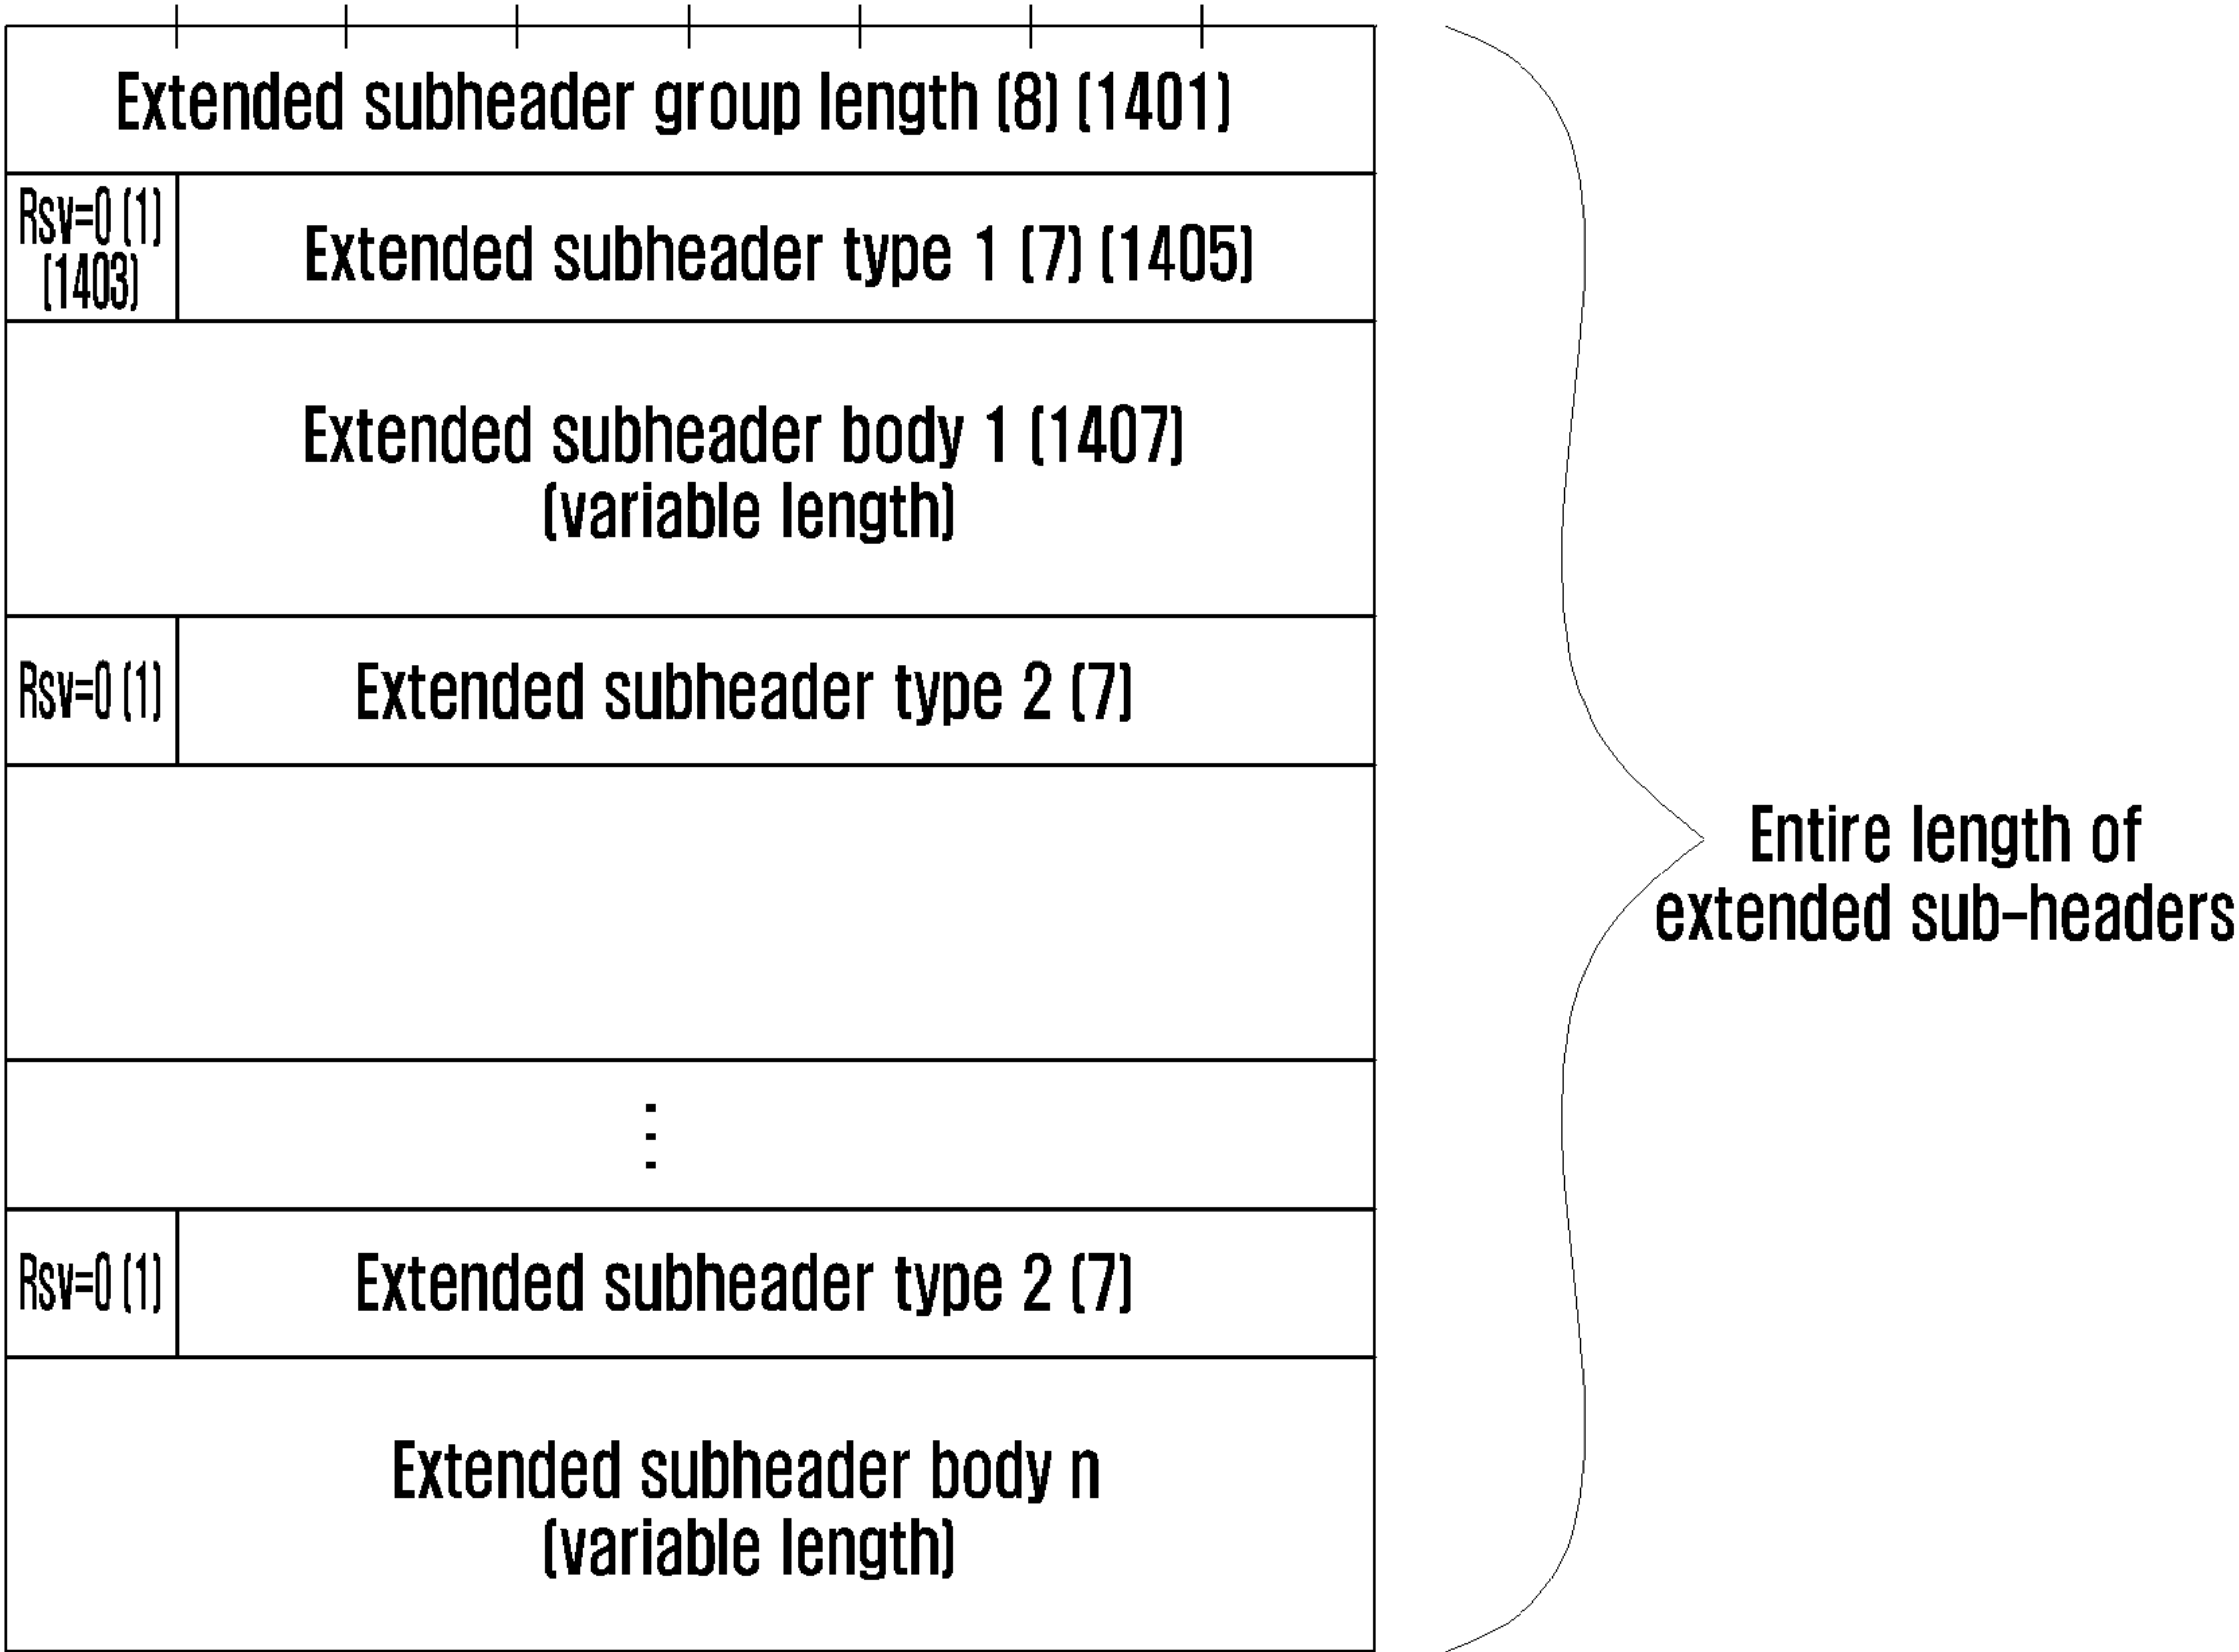 Extended subheader group length (8) (1401)
Rsv=0 (1)
(1403)
Extended subheader type 1 (7) (1405)
Extended subheader body 1 (1407)
(variable length)
Rsv=0 (1)
Extended subheader type 2 (7)
Entire length of
extended sub-headers
Rsv=0 (1)
Extended subheader type 2 (7)
Extended subheader body n
(variable length)